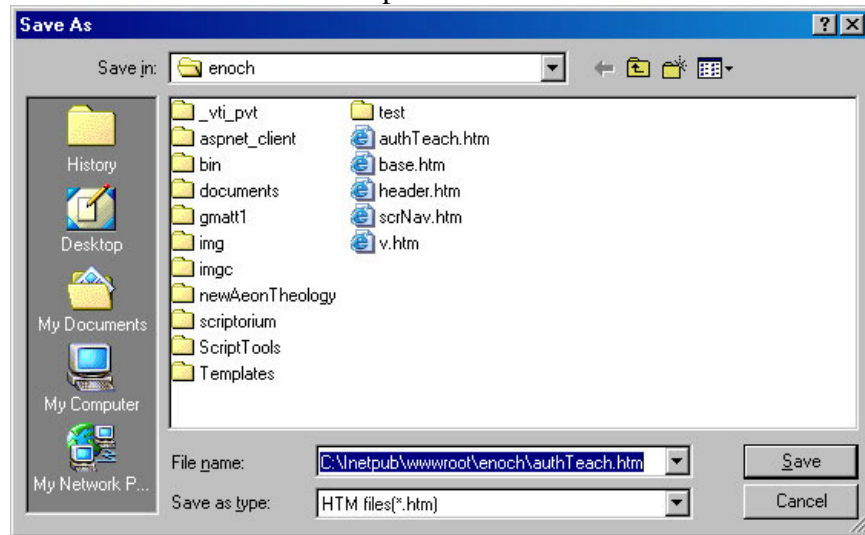 Save As
Save in:
enoch
History
Desktop
My Documents
My Computer
My Network P...
_vti_pvt
aspnet_client
bin
documents
gmatt1
img
imgc
newAeonTheology
scriptorium
ScriptTools
Templates
test
authTeach.htm
base.htm
header.htm
scrNav.htm
v.htm
File name:
C:\Inetpub\wwwroot\enoch\authTeach.htm
Save
Save as type:
HTM files(*.htm)
Cancel